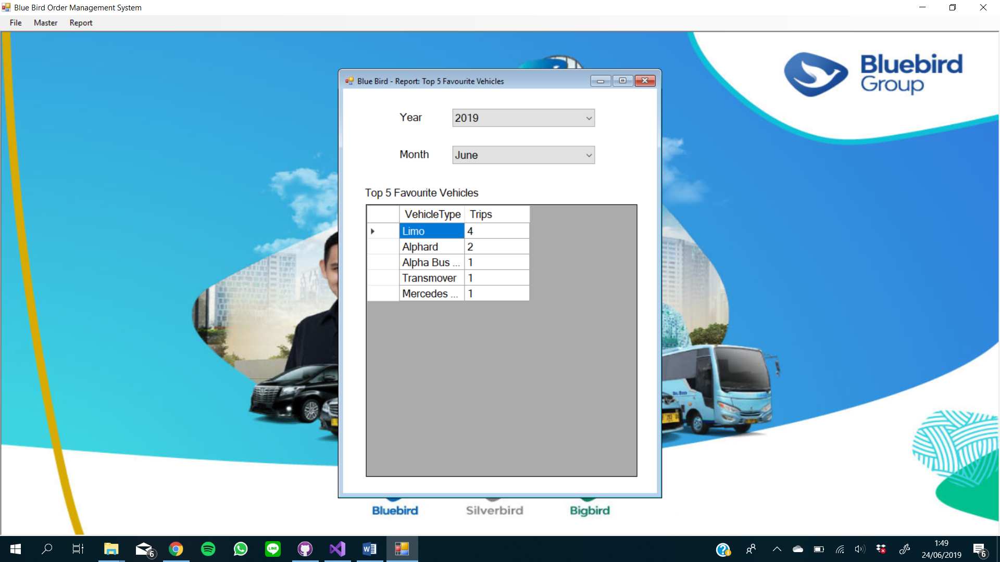 Blue Bird Order Management System
File Master Report
Bluebird
Group
Blue Bird - Report: Top 5 Favourite Vehicles
Year 2019
Month June
Top 5 Favourite Vehicles
VehicleType Trips
Limo 4
Alphard 2
Alpha Bus ... 1
Transmover 1
Mercedes ... 1
Bluebird Silverbird Bigbird
6
LINE
1:49
24/06/2019
6